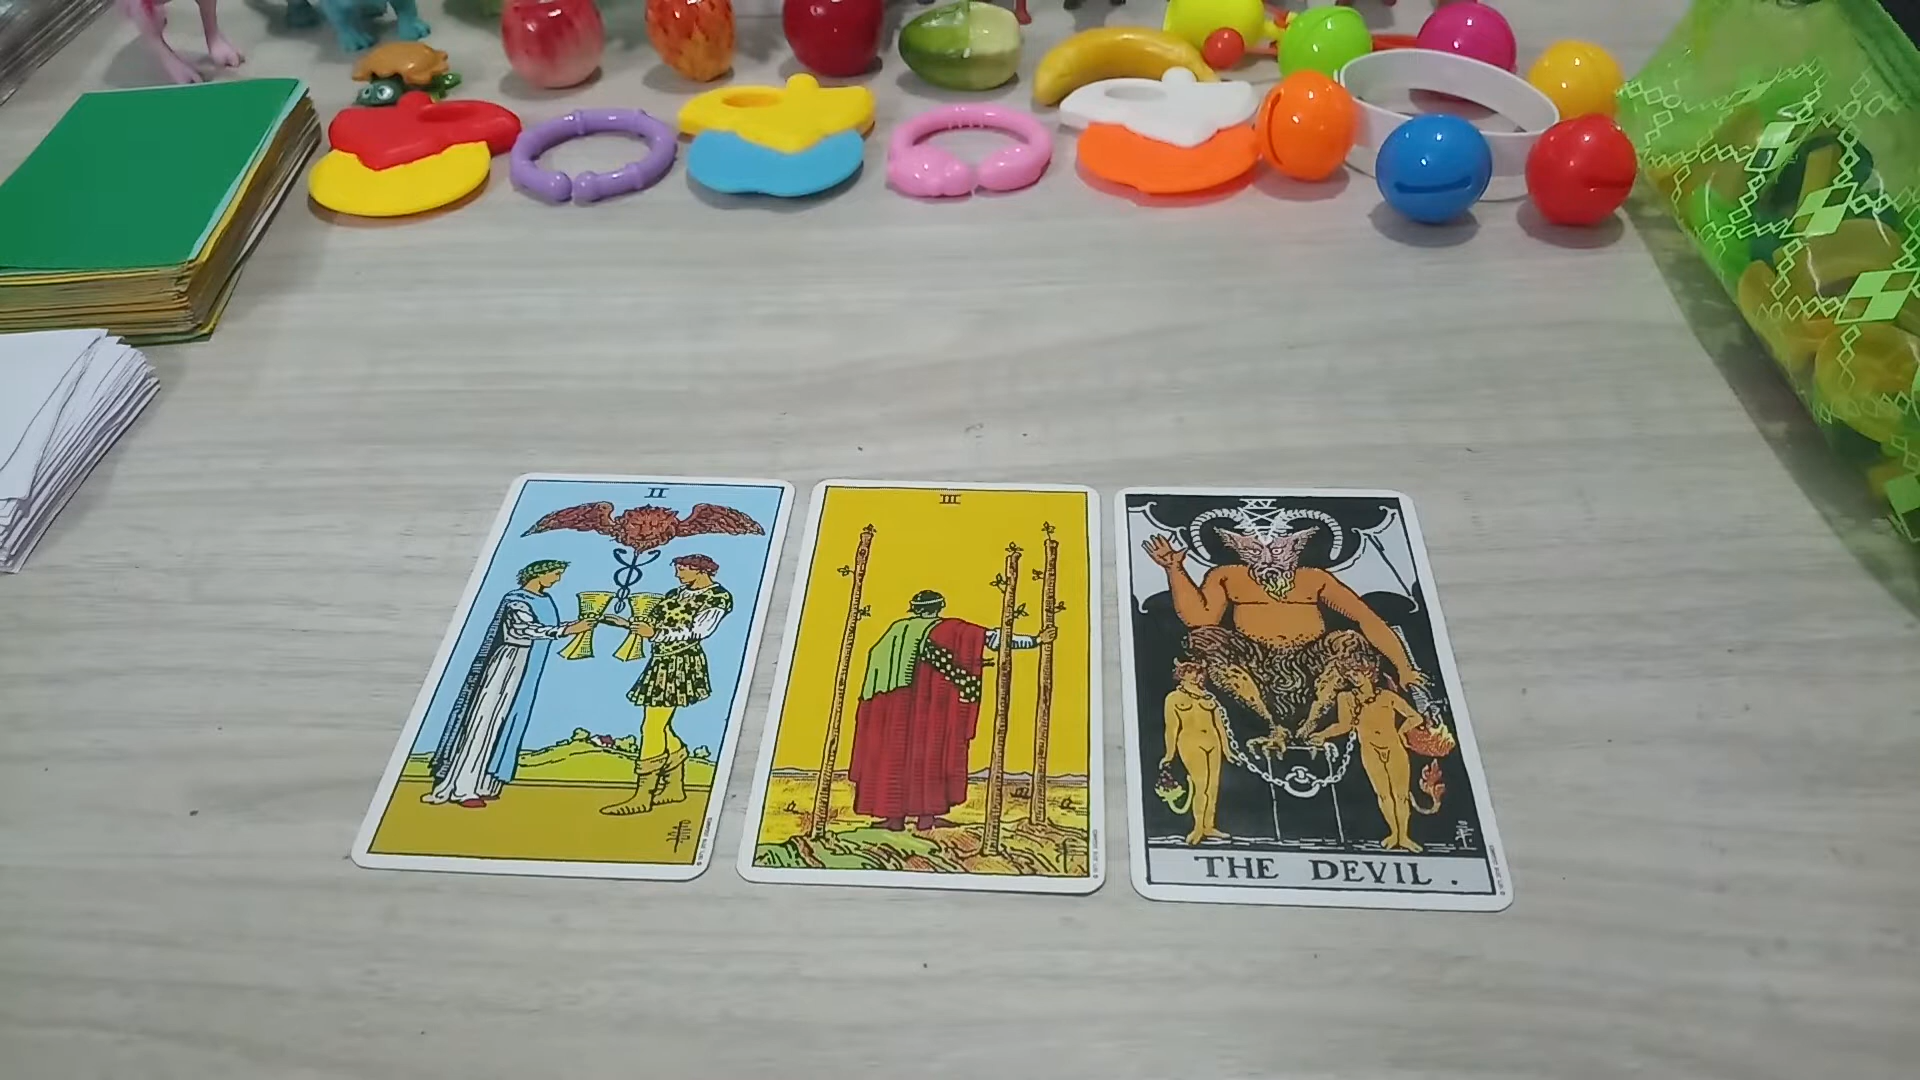 II
III
XV
THE DEVIL.